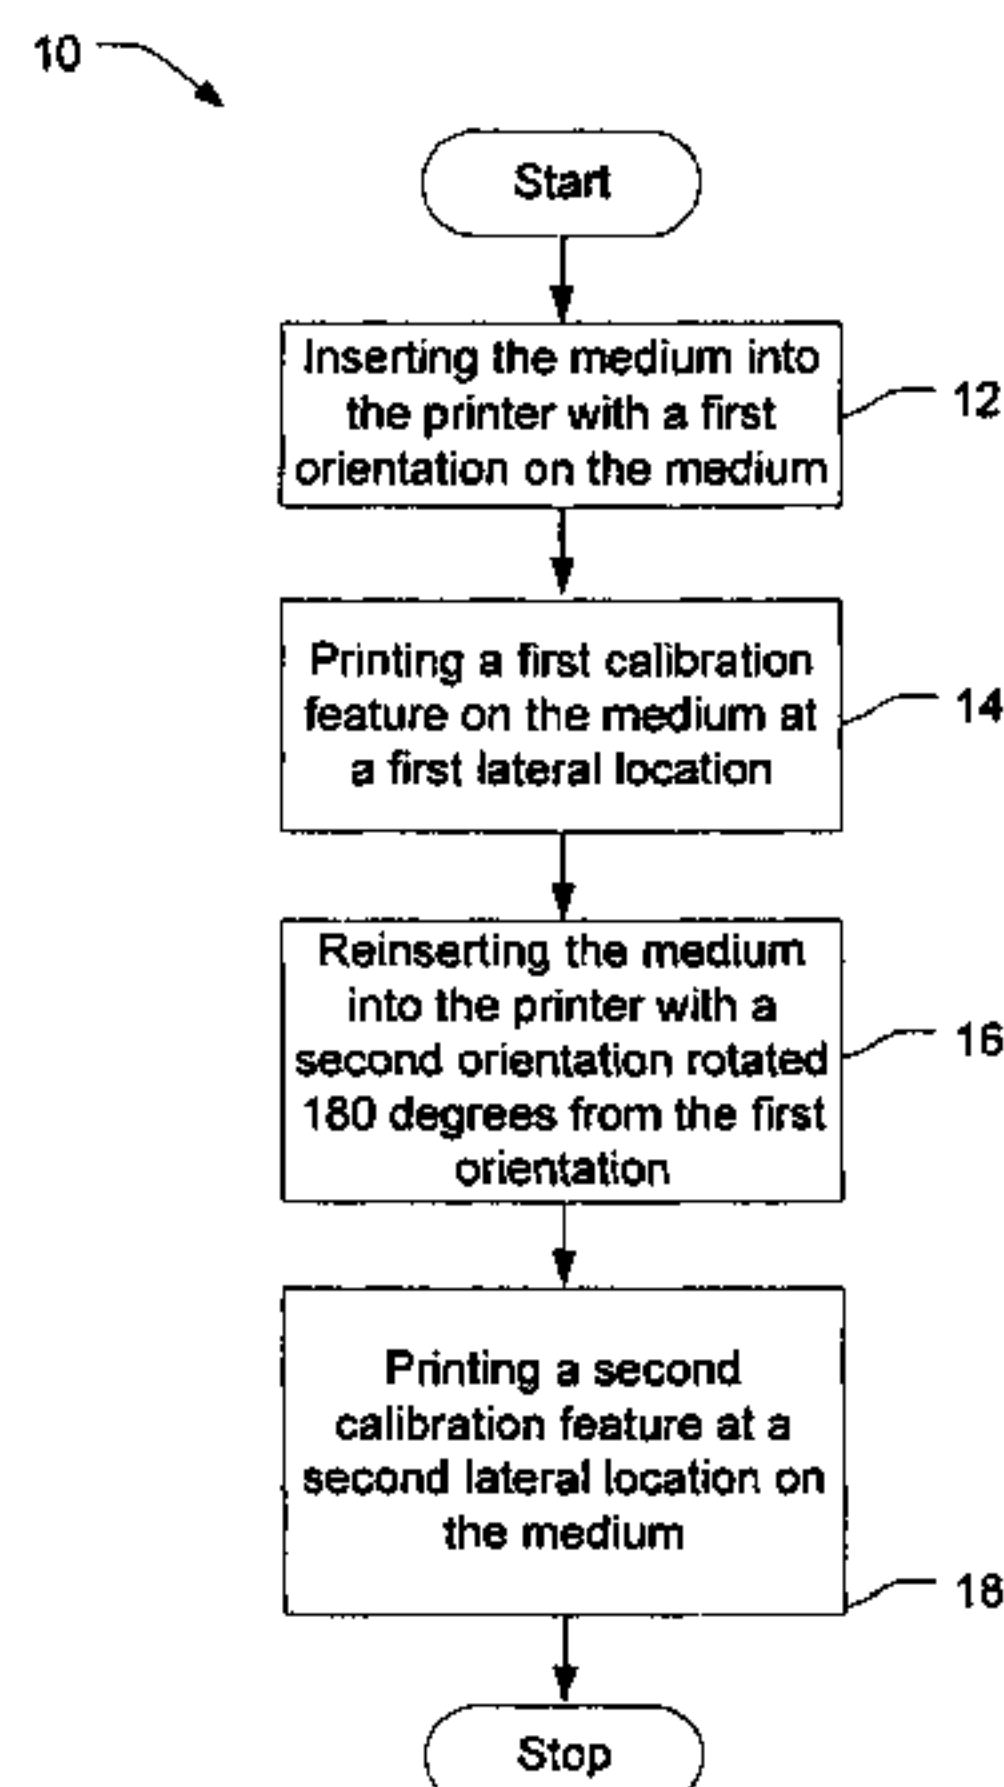 10
Start
Inserting the medium into
the printer with a first
orientation on the medium
12
Printing a first calibration
feature on the medium at
a first lateral location
14
Reinserting the medium
into the printer with a
second orientation rotated
180 degrees from the first
orientation
16
Printing a second
calibration feature at a
second lateral location on
the medium
18
Stop